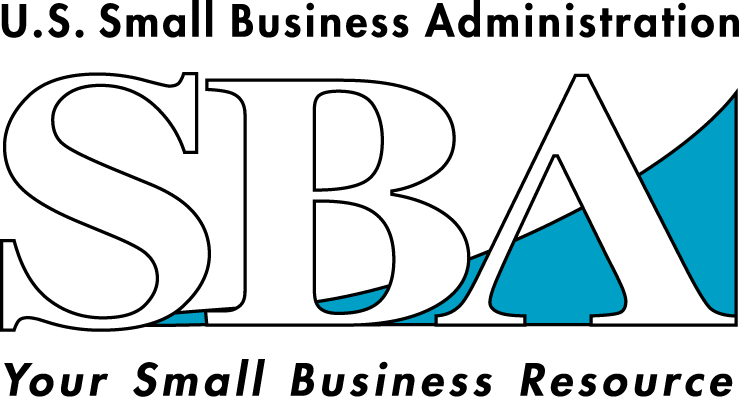 U.S. Small Business Administration
SBA
Your Small Business Resource